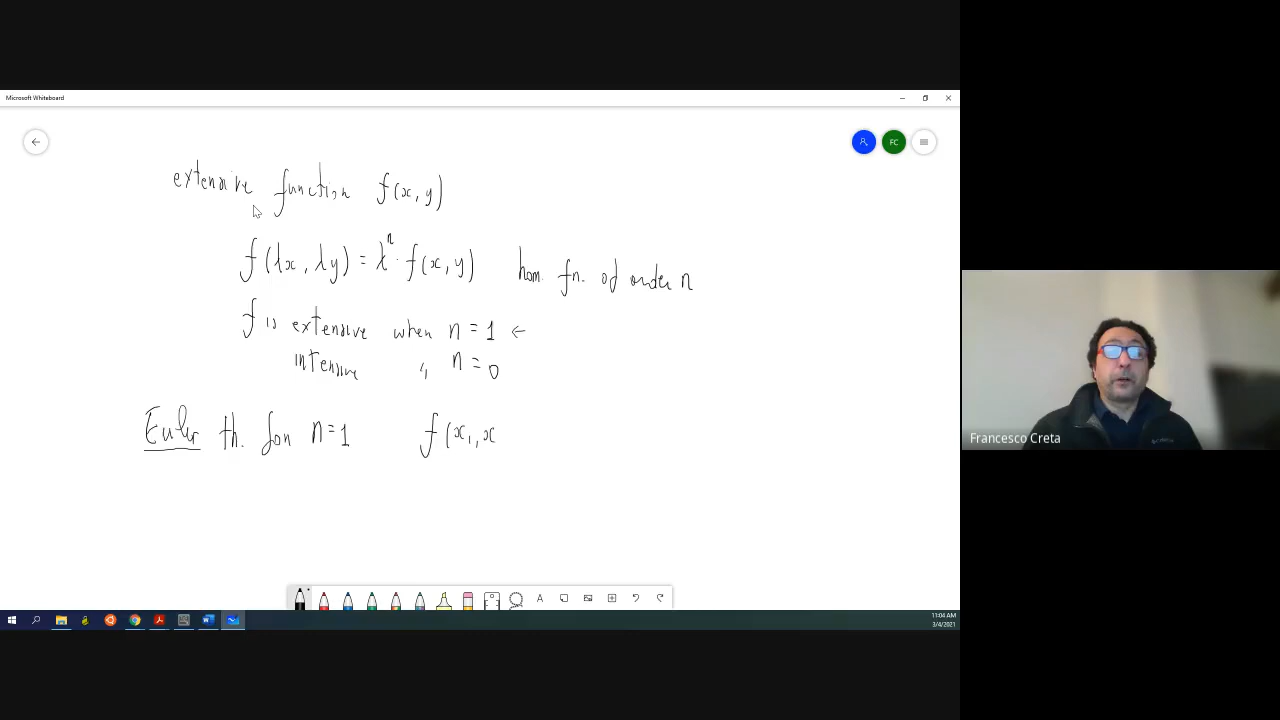 Microsoft Whiteboard
FC
extensive function f(x, y)
f(λx, λy) = λⁿ · f(x, y) hom. fn. of order n
f is extensive when n = 1 ←
intensive " n = 0
Euler th. for n=1 f(x₁, x
Francesco Creta
A
11:04 AM
3/4/2021